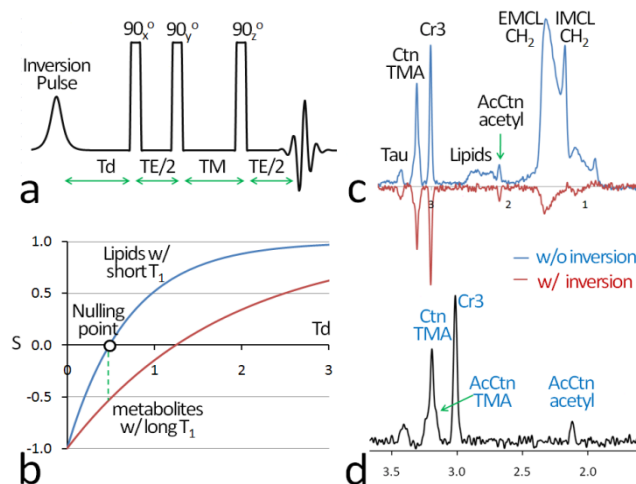 Inversion
Pulse
90xo
90yo
90zo
Td
TE/2
TM
TE/2
a
1.0
0.5
0.0
-0.5
-1.0
S
Lipids w/
short T1
Nulling
point
Td
0
1
2
3
metabolites
w/long T1
b
EMCL
CH2
IMCL
CH2
Cr3
Ctn
TMA
AcCtn
acetyl
Tau
Lipids
c
3
2
1
w/o inversion
w/ inversion
Ctn
TMA
Cr3
AcCtn
TMA
AcCtn
acetyl
d
3.5
3.0
2.5
2.0